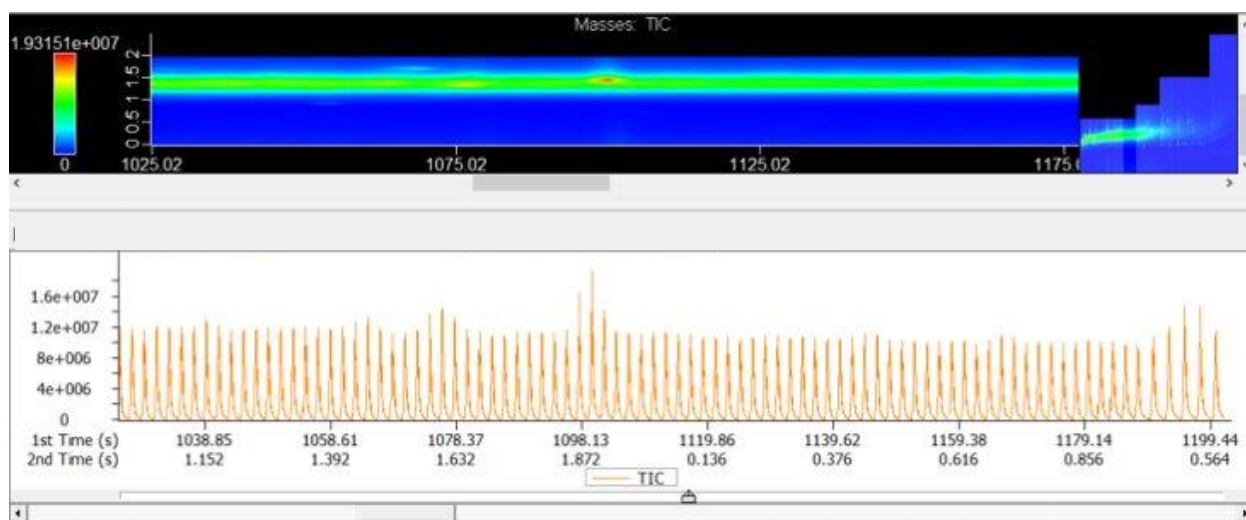 Masses: TIC
1.93151e+007
0
0 0.5 1 1.5 2
1025.02 1075.02 1125.02 1175.0
1.6e+007
1.2e+007
8e+006
4e+006
0
1st Time (s) 1038.85 1058.61 1078.37 1098.13 1119.86 1139.62 1159.38 1179.14 1199.44
2nd Time (s) 1.152 1.392 1.632 1.872 0.136 0.376 0.616 0.856 0.564
TIC